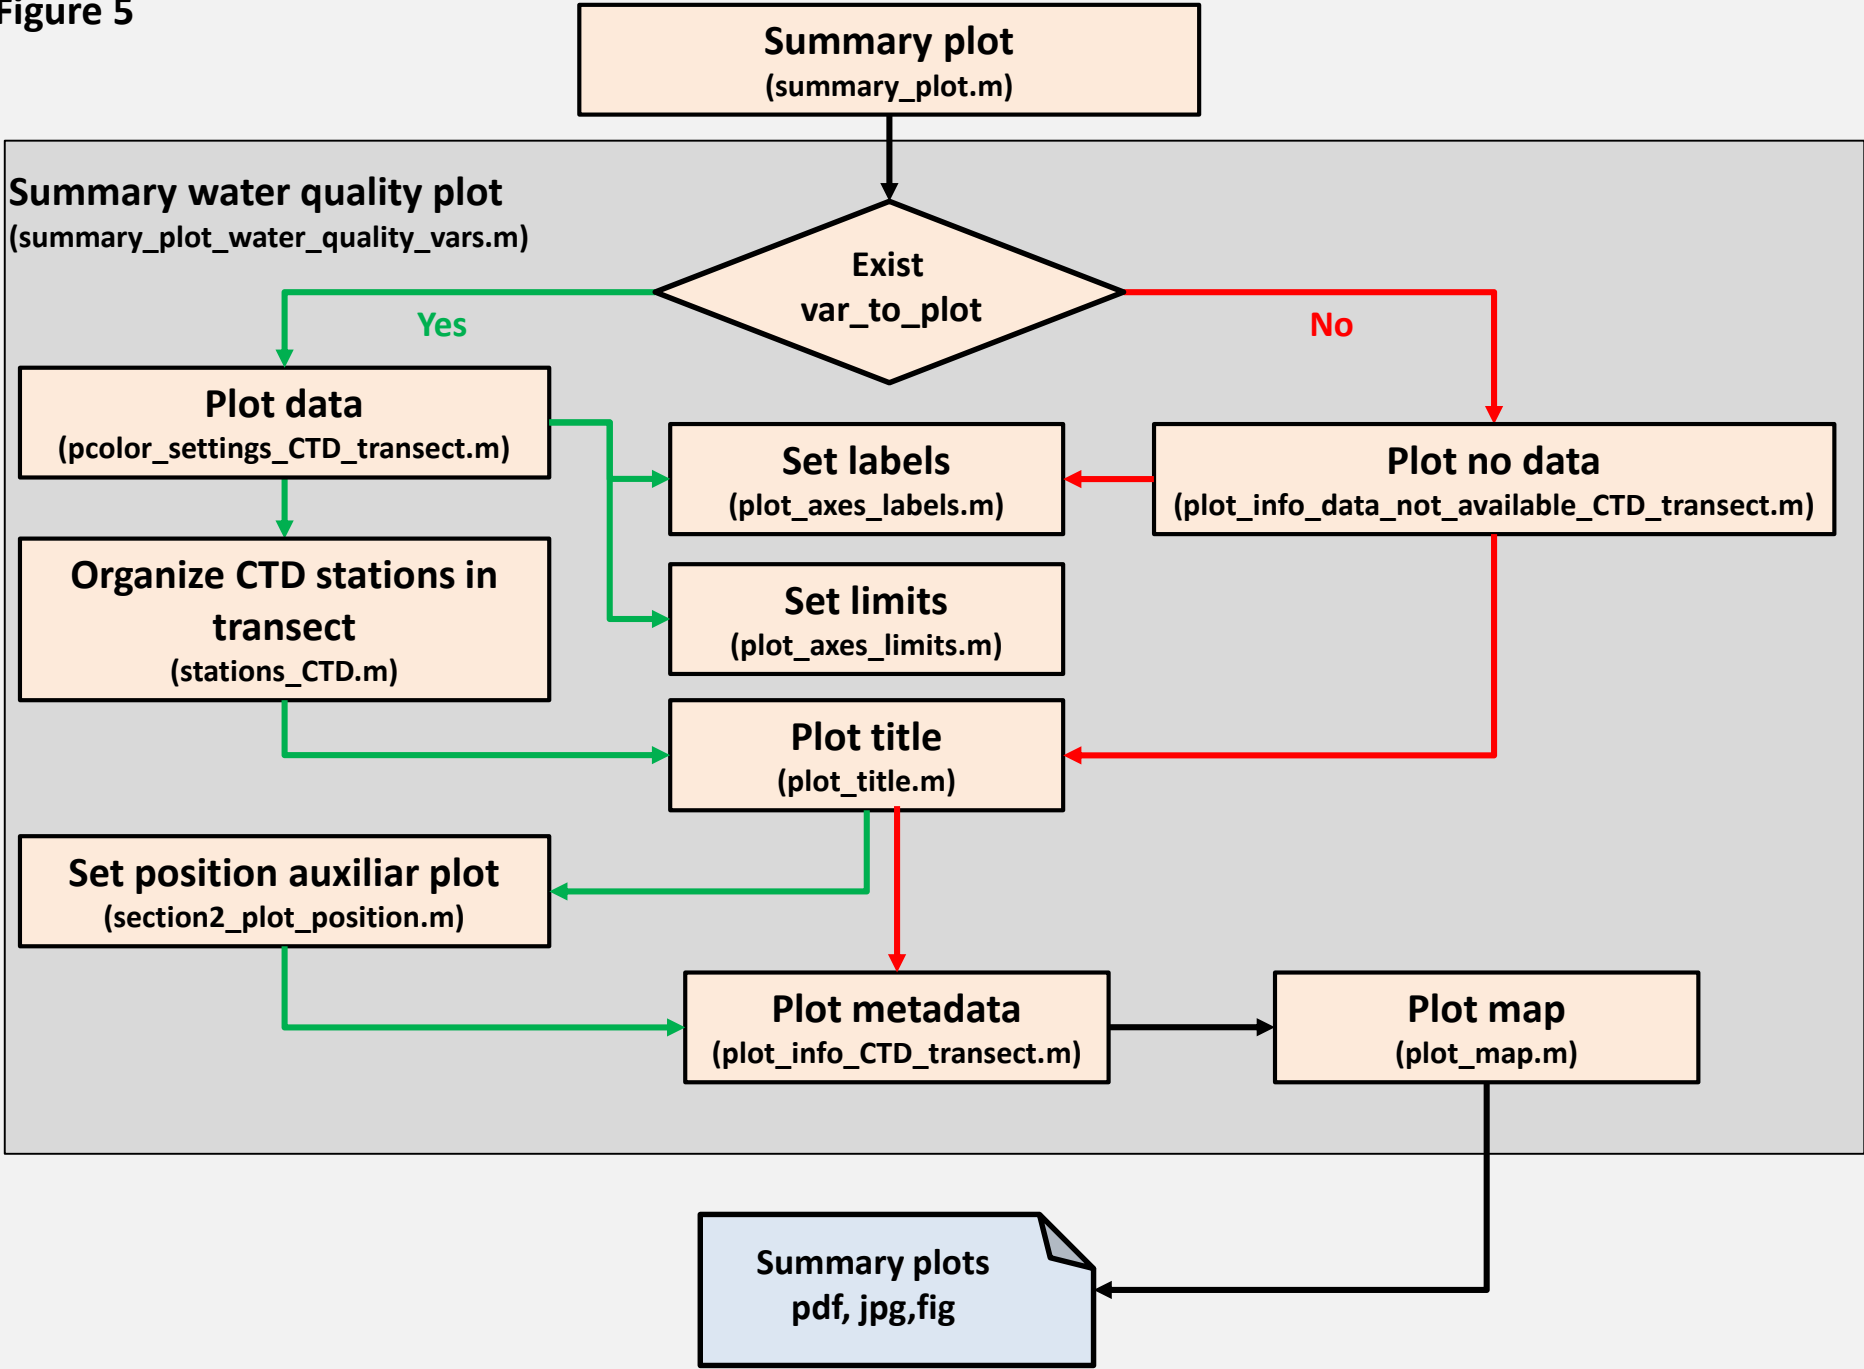 Figure 5
Summary plot
(summary_plot.m)
Summary water quality plot
(summary_plot_water_quality_vars.m)
Exist
var_to_plot
Yes
No
Plot data
(pcolor_settings_CTD_transect.m)
Set labels
(plot_axes_labels.m)
Plot no data
(plot_info_data_not_available_CTD_transect.m)
Organize CTD stations in
transect
(stations_CTD.m)
Set limits
(plot_axes_limits.m)
Plot title
(plot_title.m)
Set position auxiliar plot
(section2_plot_position.m)
Plot metadata
(plot_info_CTD_transect.m)
Plot map
(plot_map.m)
Summary plots
pdf, jpg,fig